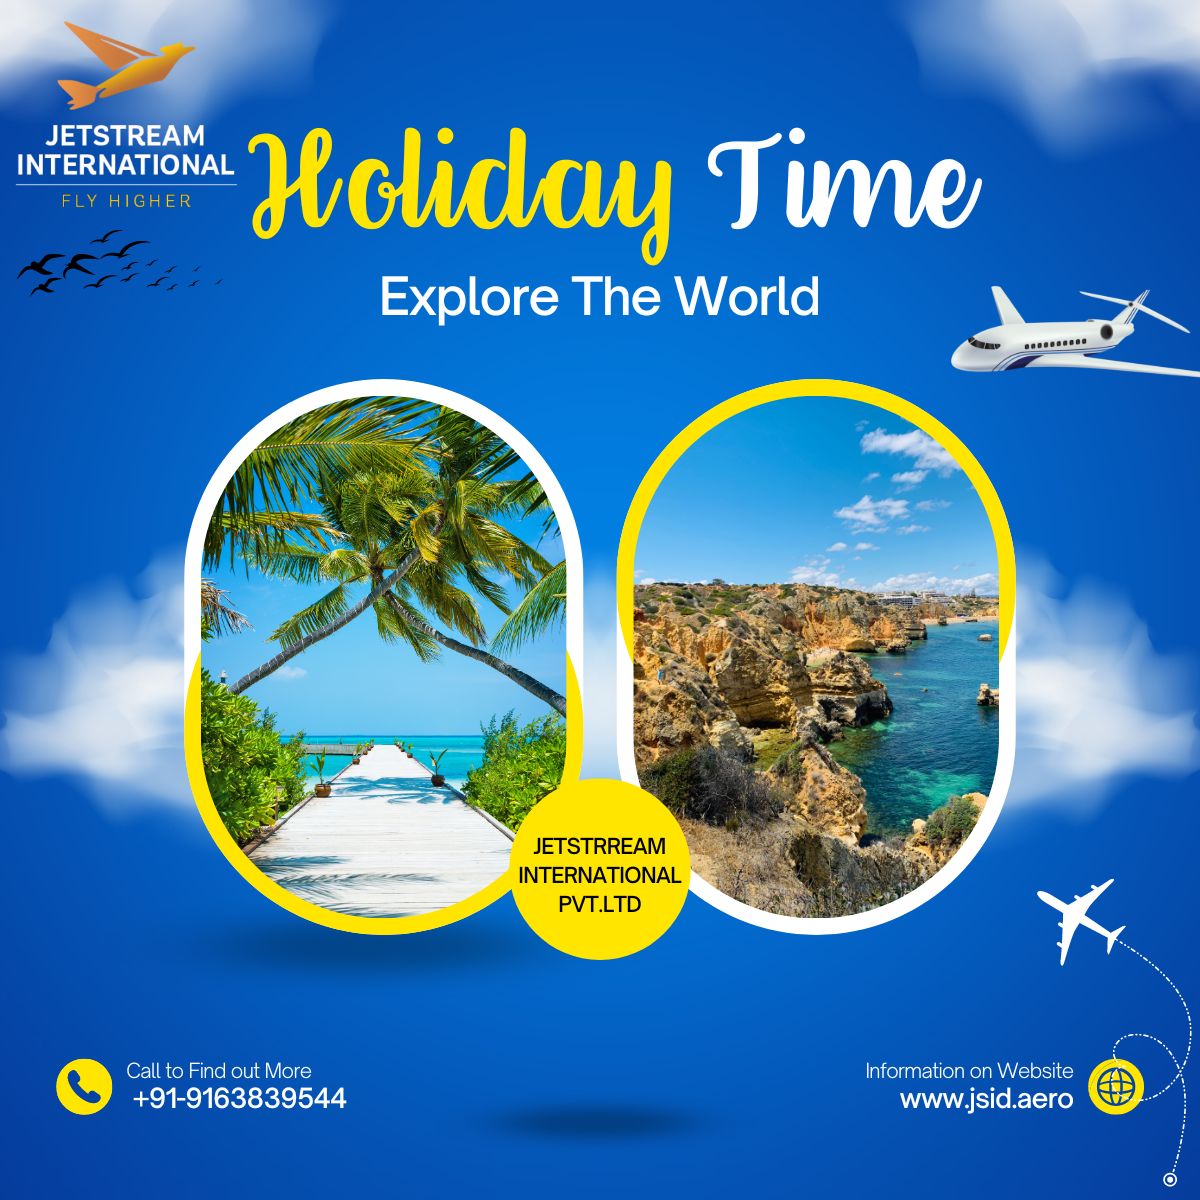 JETSTREAM
INTERNATIONAL
FLY HIGHER
Holiday Time
Explore The World
JETSTRREAM
INTERNATIONAL
PVT.LTD
Call to Find out More
+91-9163839544
Information on Website
www.jsid.aero